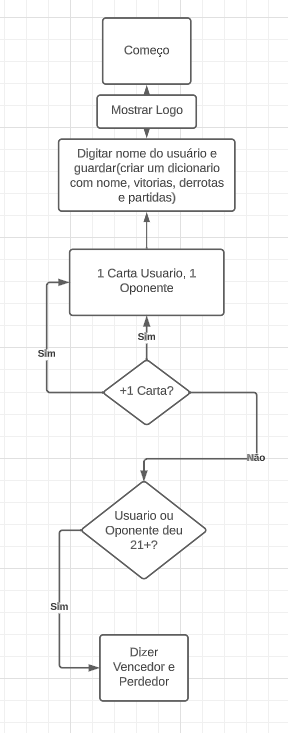 Começo
Mostrar Logo
Digitar nome do usuário e
guardar(criar um dicionario
com nome, vitorias, derrotas
e partidas)
1 Carta Usuario, 1
Oponente
Sim
Sim
+1 Carta?
Não
Usuario ou
Oponente deu
21+?
Sim
Dizer
Vencedor e
Perdedor